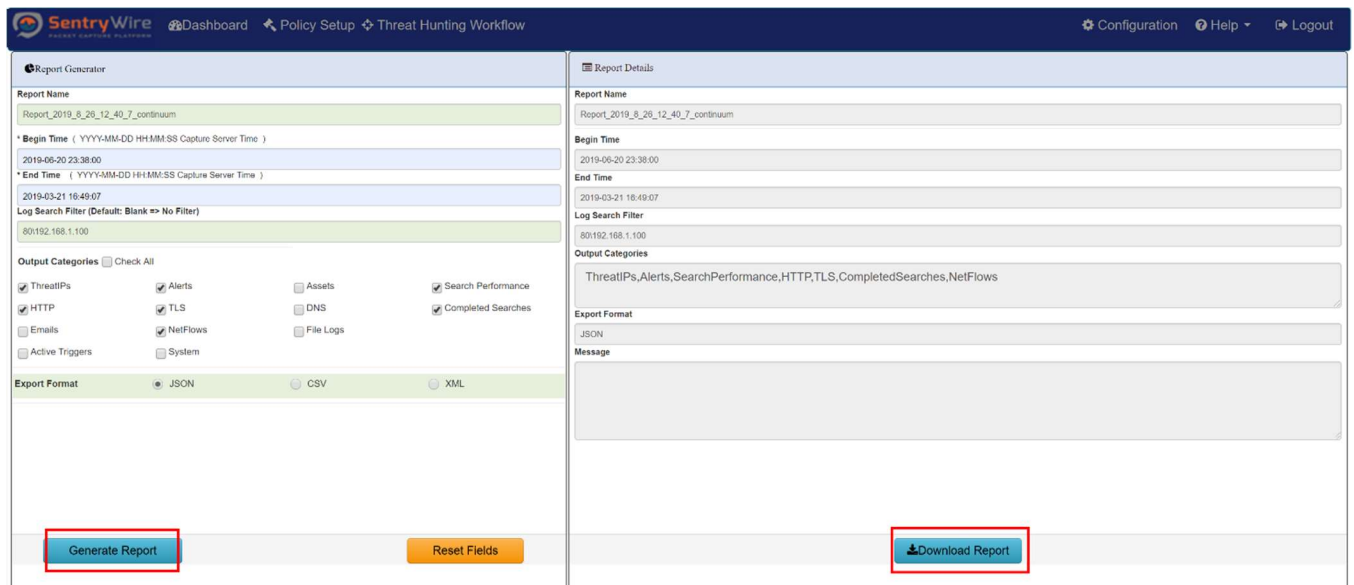 SentryWire
PACKET CAPTURE PLATFORM
Dashboard
Policy Setup
Threat Hunting Workflow
Configuration
Help
Logout
Report Generator
Report Name
Report_2019_8_26_12_40_7_continuum
* Begin Time ( YYYY-MM-DD HH:MM:SS Capture Server Time )
2019-06-20 23:38:00
* End Time ( YYYY-MM-DD HH:MM:SS Capture Server Time )
2019-03-21 16:49:07
Log Search Filter (Default: Blank => No Filter)
80\192.168.1.100
Output Categories Check All
ThreatIPs Alerts Assets Search Performance
HTTP TLS DNS Completed Searches
Emails NetFlows File Logs
Active Triggers System
Export Format JSON CSV XML
Generate Report
Reset Fields
Report Details
Report Name
Report_2019_8_26_12_40_7_continuum
Begin Time
2019-06-20 23:38:00
End Time
2019-03-21 16:49:07
Log Search Filter
80\192.168.1.100
Output Categories
ThreatIPs,Alerts,SearchPerformance,HTTP,TLS,CompletedSearches,NetFlows
Export Format
JSON
Message
Download Report